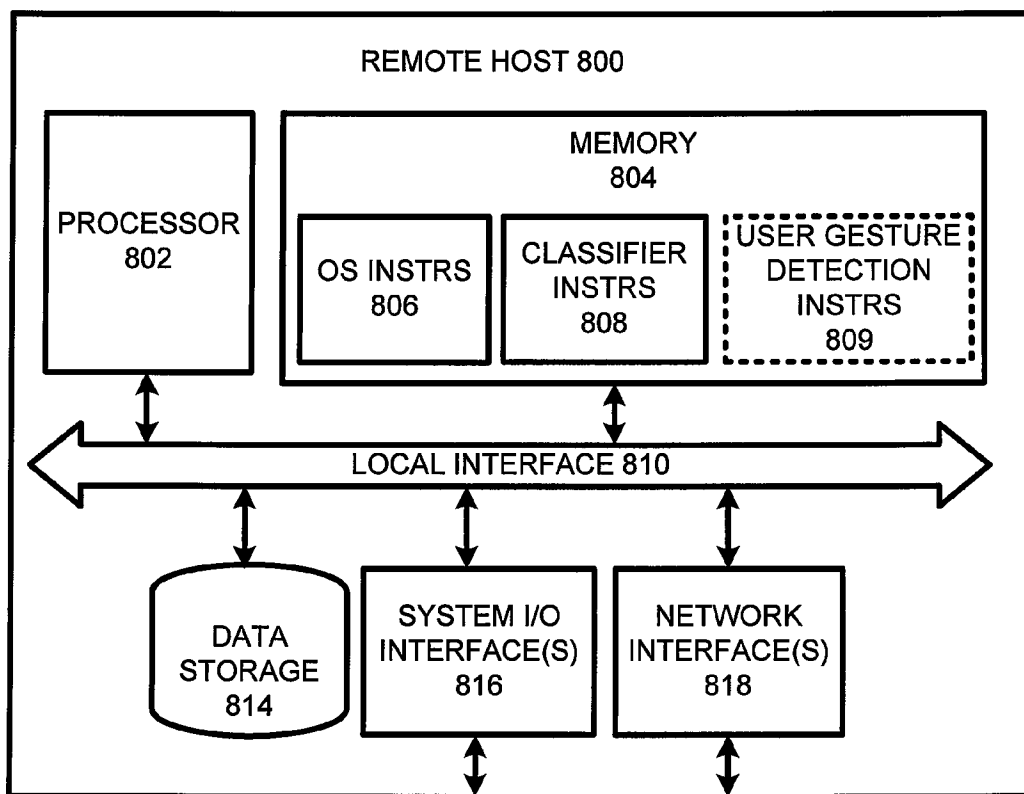 REMOTE HOST 800
PROCESSOR
802
MEMORY
804
OS INSTRS
806
CLASSIFIER
INSTRS
808
USER GESTURE
DETECTION
INSTRS
809
LOCAL INTERFACE 810
DATA
STORAGE
814
SYSTEM I/O
INTERFACE(S)
816
NETWORK
INTERFACE(S)
818